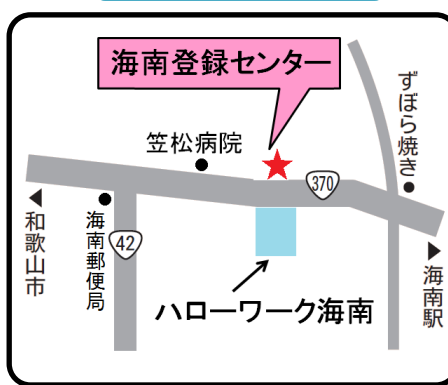 海南登録センター
ずぼら焼き
笠松病院
370
和歌山市
海南郵便局
42
海南駅
ハローワーク海南